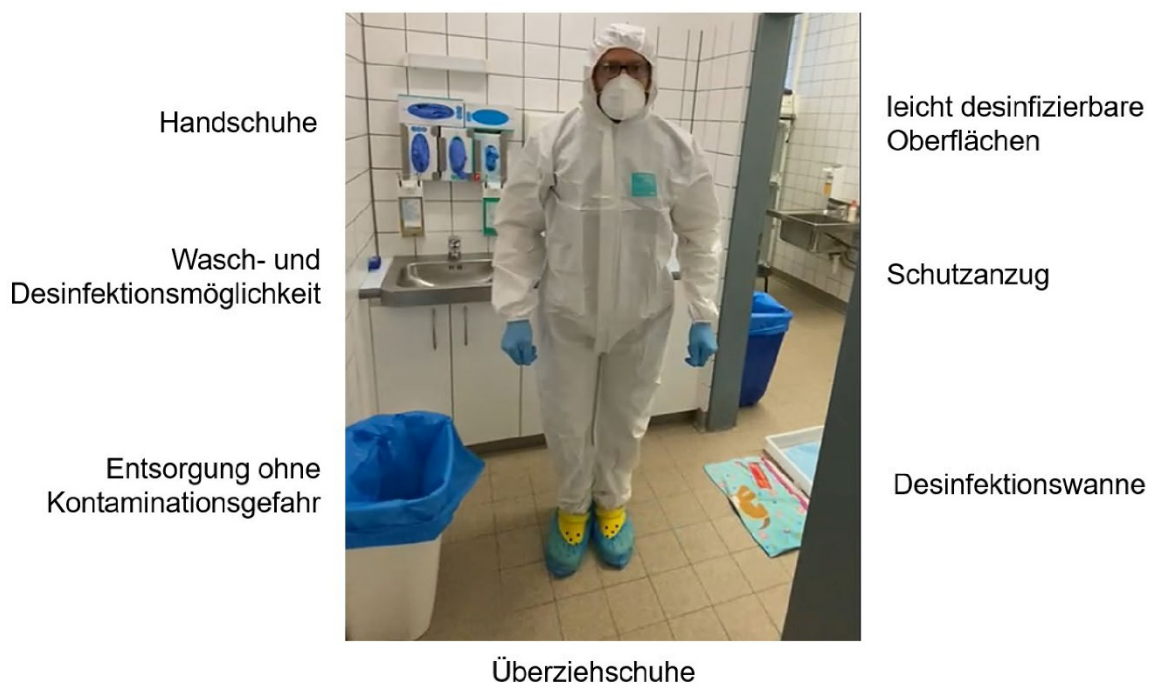 Handschuhe
leicht desinfizierbare
Oberflächen
Wasch- und
Desinfektionsmöglichkeit
Schutzanzug
Entsorgung ohne
Kontaminationsgefahr
Desinfektionswanne
Überziehschuhe